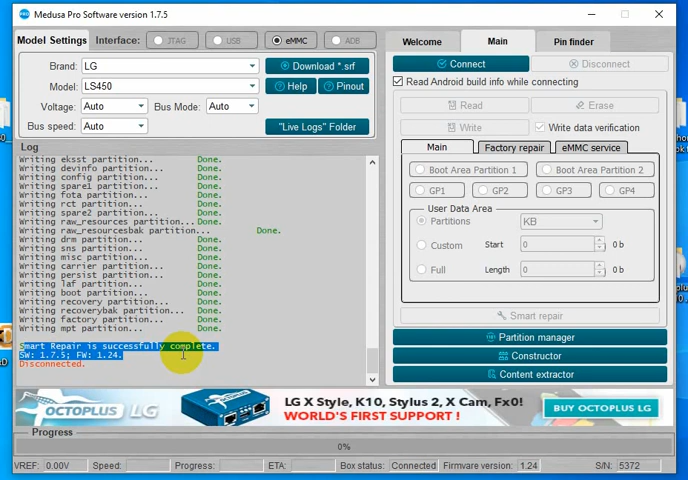 Medusa Pro Software version 1.7.5
Model Settings Interface: JTAG USB eMMC ADB
Brand: LG Download *.srf
Model: LS450 Help Pinout
Voltage: Auto Bus Mode: Auto
Bus speed: Auto "Live Logs" Folder
Log
Writing eksst partition... Done.
Writing devinfo partition... Done.
Writing config partition... Done.
Writing spare1 partition... Done.
Writing fota partition... Done.
Writing rct partition... Done.
Writing spare2 partition... Done.
Writing raw_resources partition... Done.
Writing raw_resourcesbak partition... Done.
Writing drm partition... Done.
Writing sns partition... Done.
Writing misc partition... Done.
Writing carrier partition... Done.
Writing persist partition... Done.
Writing laf partition... Done.
Writing boot partition... Done.
Writing recovery partition... Done.
Writing recoverybak partition... Done.
Writing factory partition... Done.
Writing mpt partition... Done.
Smart Repair is successfully complete.
SW: 1.7.5; FW: 1.24.
Disconnected.
Welcome Main Pin finder
Connect Disconnect
Read Android build info while connecting
Read Erase
Write Write data verification
Main Factory repair eMMC service
Boot Area Partition 1 Boot Area Partition 2
GP1 GP2 GP3 GP4
User Data Area
Partitions KB
Custom Start 0 0 b
Full Length 0 0 b
Smart repair
Partition manager
Constructor
Content extractor
OCTOPLUS LG
LG X Style, K10, Stylus 2, X Cam, Fx0!
WORLD'S FIRST SUPPORT !
BUY OCTOPLUS LG
Progress
0%
VREF: 0.00V Speed: Progress: ETA: Box status: Connected Firmware version: 1.24 S/N: 5372